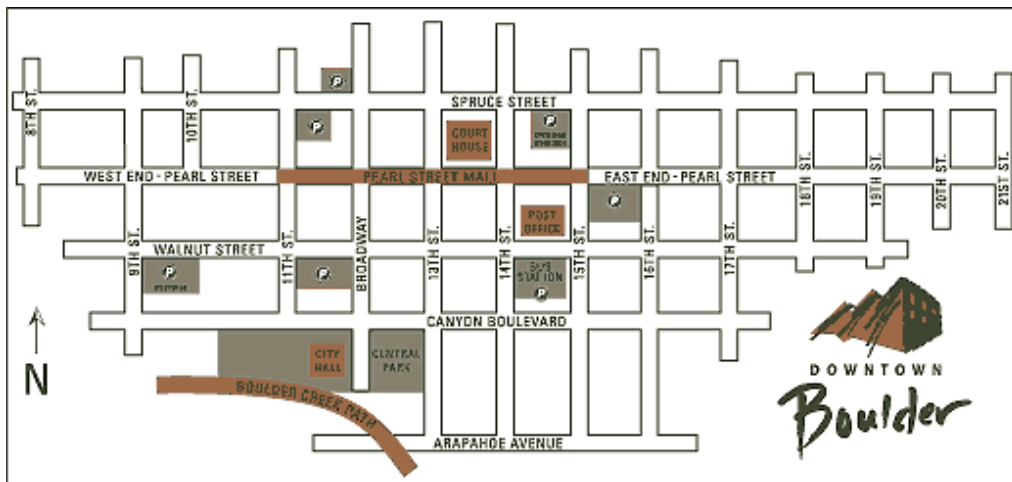 P
SPRUCE STREET
8TH ST.
10TH ST.
P
P
COURT
HOUSE
WEST END - PEARL STREET
PEARL STREET MALL
EAST END - PEARL STREET
P
18TH ST.
19TH ST.
20TH ST.
21ST ST.
POST
OFFICE
WALNUT STREET
9TH ST.
11TH ST.
BROADWAY
13TH ST.
14TH ST.
15TH ST.
16TH ST.
17TH ST.
P
P
BUS
STATION
P
CANYON BOULEVARD
N
CITY
HALL
CENTRAL
PARK
BOULDER CREEK PATH
ARAPAHOE AVENUE
DOWNTOWN
Boulder